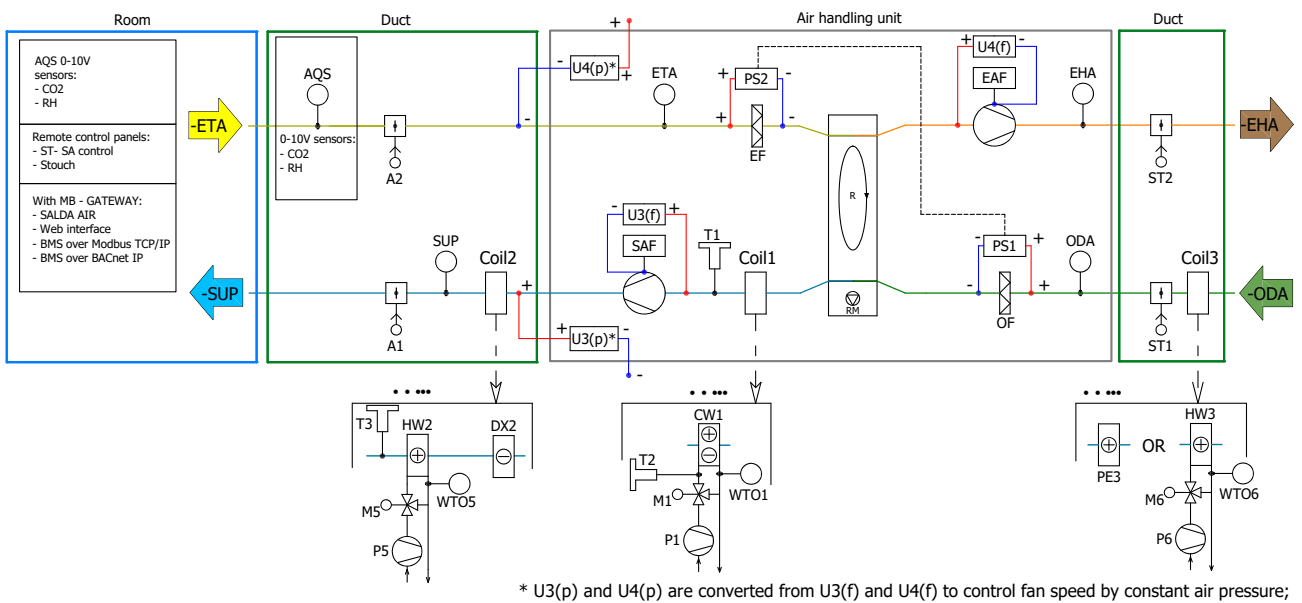 Room
Duct
Air handling unit
Duct
AQS 0-10V
sensors:
- CO2
- RH
Remote control panels:
- ST- SA control
- Stouch
With MB - GATEWAY:
- SALDA AIR
- Web interface
- BMS over Modbus TCP/IP
- BMS over BACnet IP
-ETA
-SUP
AQS
0-10V sensors:
- CO2
- RH
A2
SUP
Coil2
A1
+
-
U4(p)*
+
-
ETA
+
PS2
-
+
-
EF
+
U4(f)
-
EAF
EHA
-
U3(f)
+
SAF
T1
Coil1
R
RM
-
PS1
+
-
+
OF
ODA
+
+
U3(p)*
-
-
ST2
Coil3
ST1
-EHA
-ODA
T3
HW2
DX2
M5
WTO5
P5
CW1
T2
M1
WTO1
P1
PE3
OR
HW3
M6
WTO6
P6
* U3(p) and U4(p) are converted from U3(f) and U4(f) to control fan speed by constant air pressure;